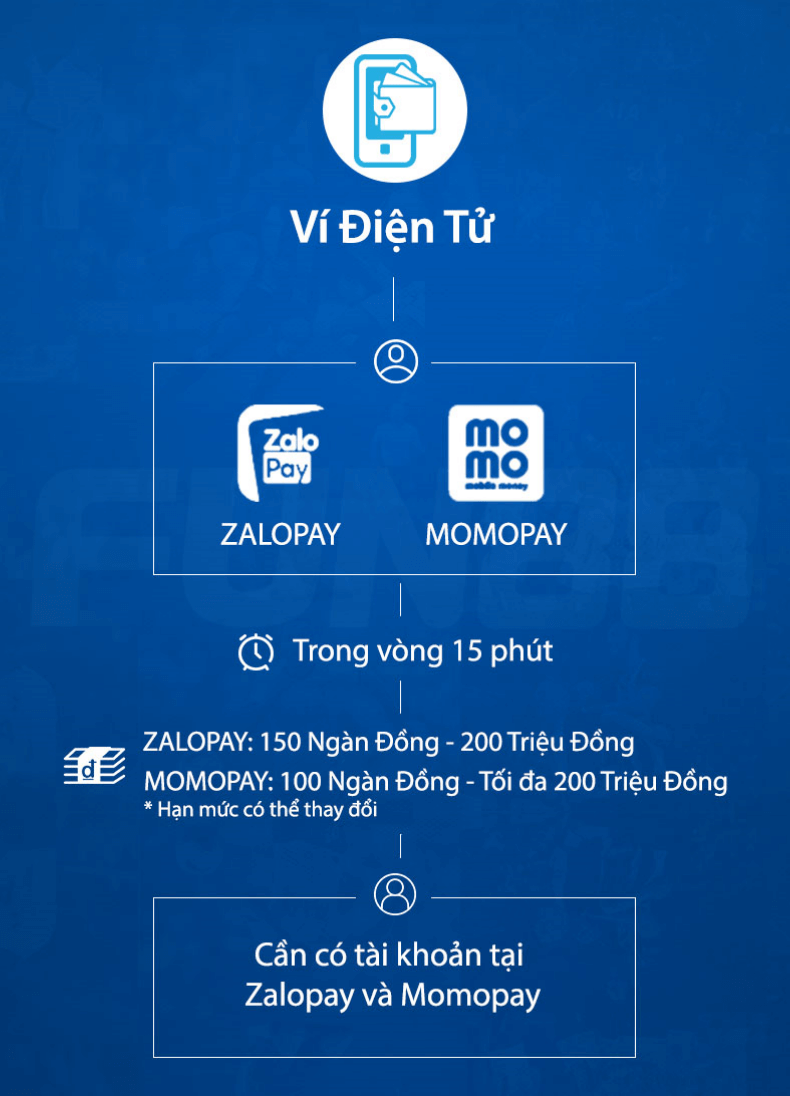 Ví Điện Tử
Zalo
Pay
mo
mo
mobile money
ZALOPAY
MOMOPAY
FUN88
Trong vòng 15 phút
đ
ZALOPAY: 150 Ngàn Đồng - 200 Triệu Đồng
MOMOPAY: 100 Ngàn Đồng - Tối đa 200 Triệu Đồng
* Hạn mức có thể thay đổi
Cần có tài khoản tại
Zalopay và Momopay